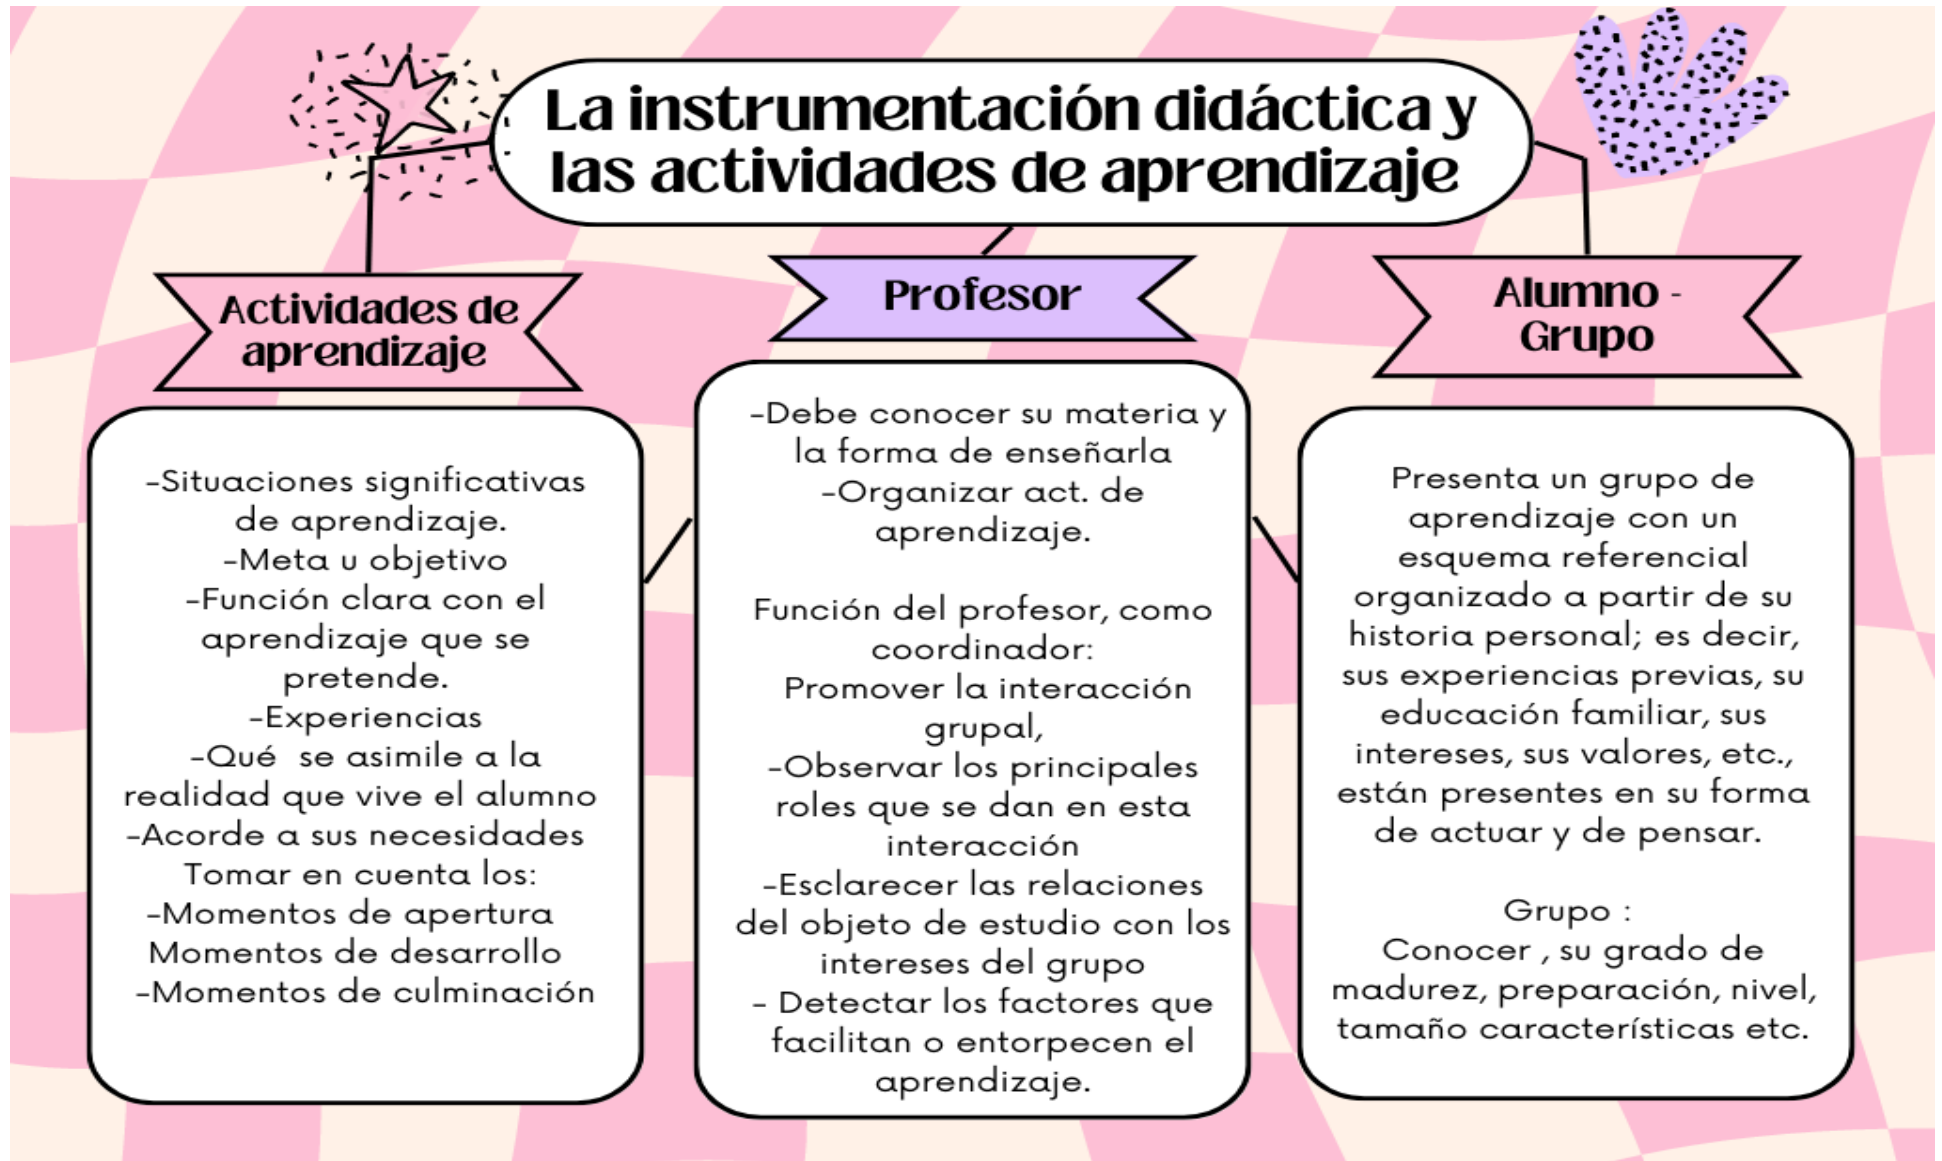 La instrumentación didáctica y
las actividades de aprendizaje
Actividades de
aprendizaje
-Situaciones significativas
de aprendizaje.
-Meta u objetivo
-Función clara con el
aprendizaje que se
pretende.
-Experiencias
-Qué  se asimile a la
realidad que vive el alumno
-Acorde a sus necesidades
Tomar en cuenta los:
-Momentos de apertura
Momentos de desarrollo
-Momentos de culminación
Profesor
-Debe conocer su materia y
la forma de enseñarla
-Organizar act. de
aprendizaje.
Función del profesor, como
coordinador:
Promover la interacción
grupal,
-Observar los principales
roles que se dan en esta
interacción
-Esclarecer las relaciones
del objeto de estudio con los
intereses del grupo
- Detectar los factores que
facilitan o entorpecen el
aprendizaje.
Alumno -
Grupo
Presenta un grupo de
aprendizaje con un
esquema referencial
organizado a partir de su
historia personal; es decir,
sus experiencias previas, su
educación familiar, sus
intereses, sus valores, etc.,
están presentes en su forma
de actuar y de pensar.
Grupo :
Conocer , su grado de
madurez, preparación, nivel,
tamaño características etc.